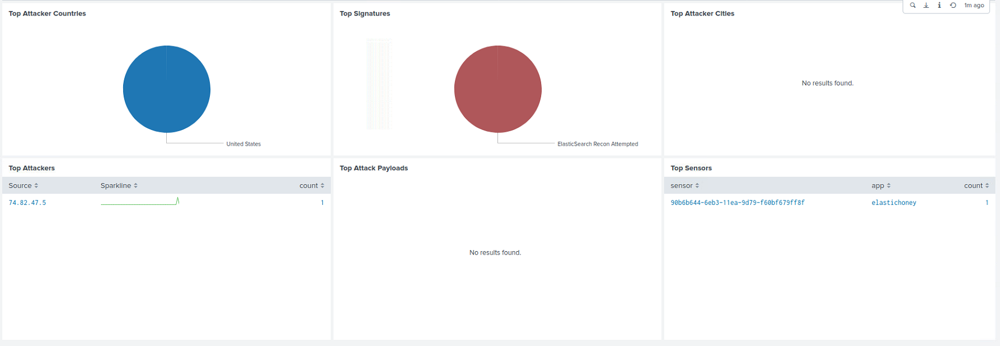 1m ago
Top Attacker Countries
United States
Top Signatures
ElasticSearch Recon Attempted
Top Attacker Cities
No results found.
Top Attackers
Source Sparkline count
74.82.47.5 1
Top Attack Payloads
No results found.
Top Sensors
sensor app count
90b6b644-6eb3-11ea-9d79-f60bf679ff8f elastichoney 1